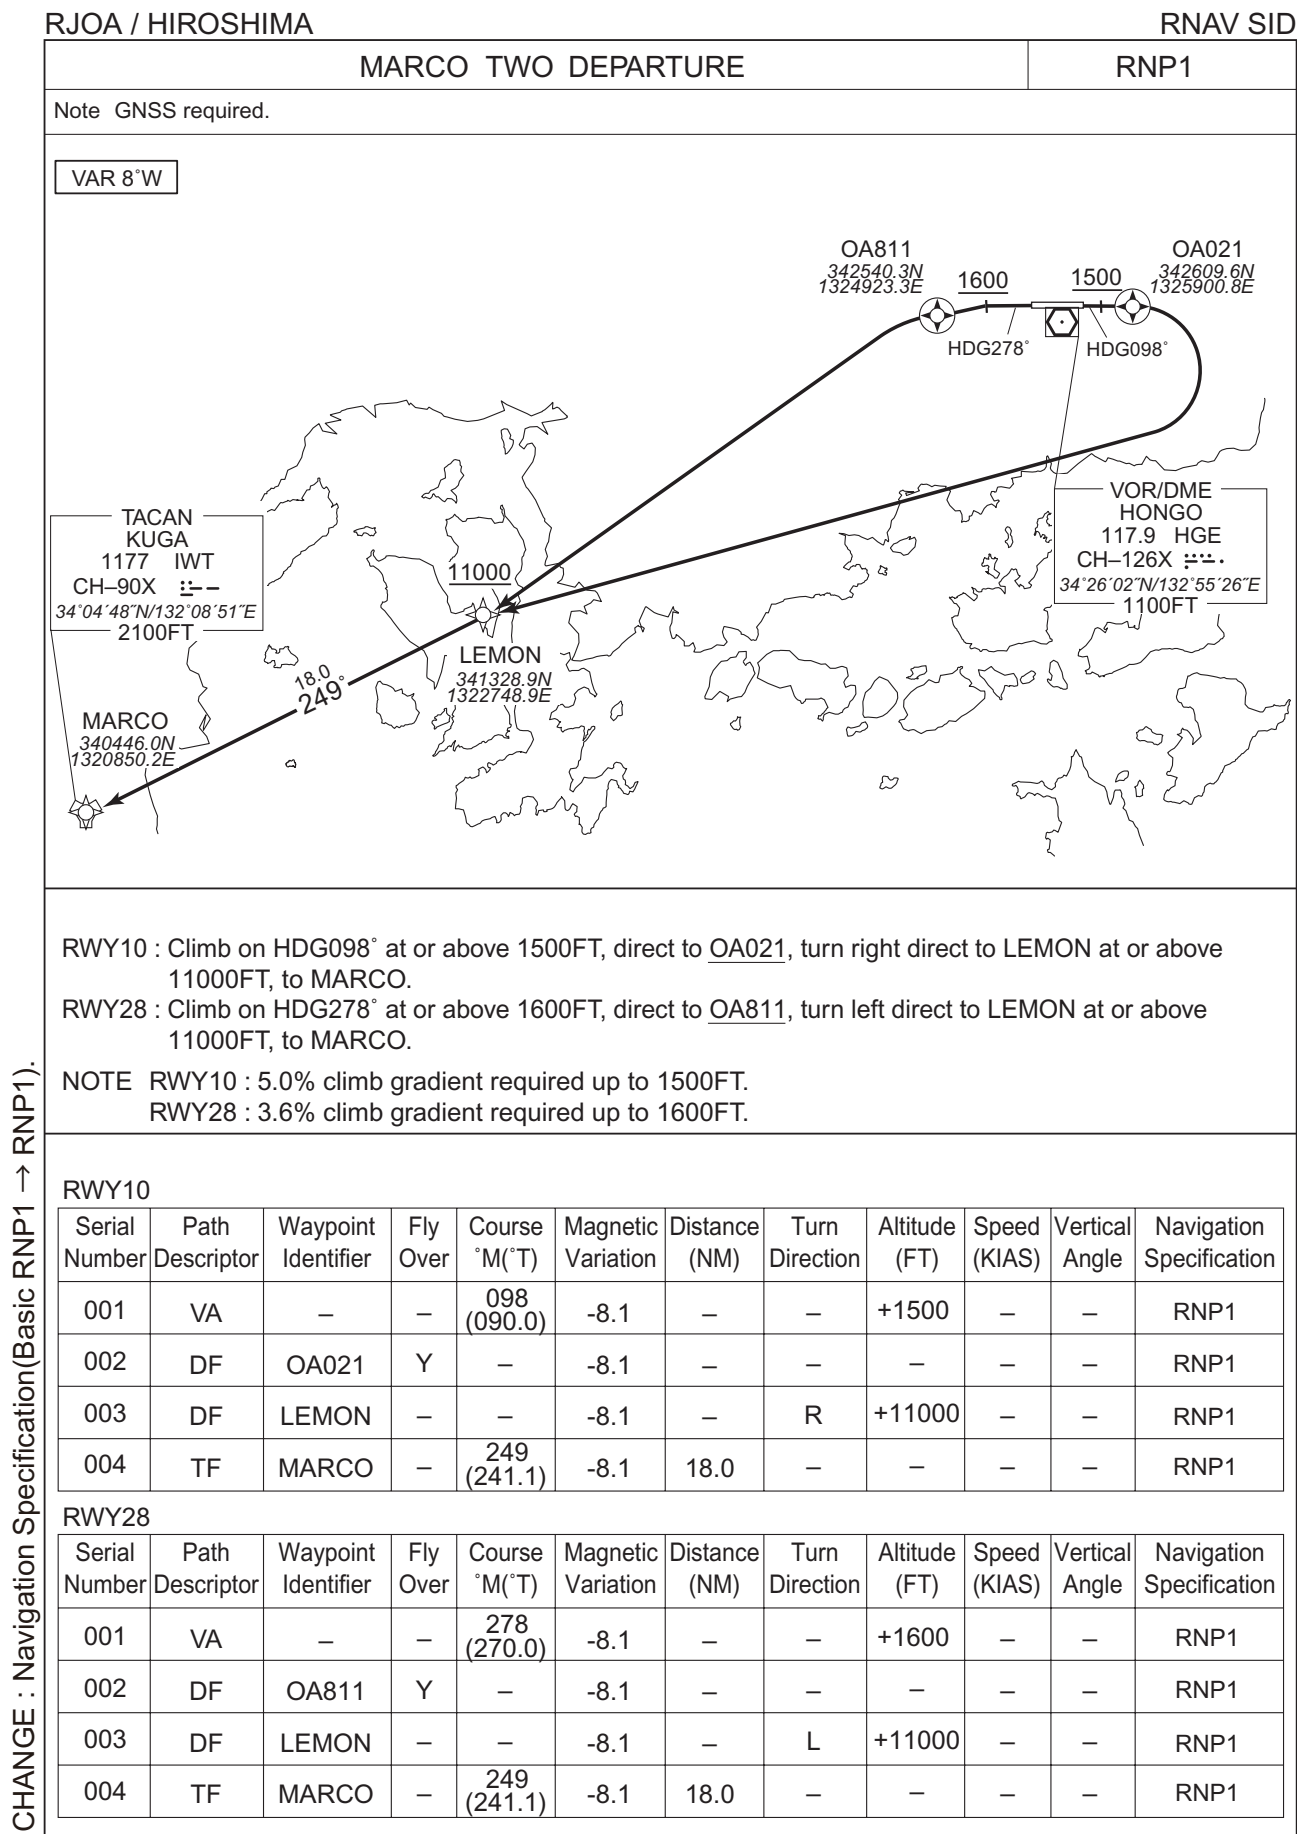 RJOA / HIROSHIMA
RNAV SID
MARCO TWO DEPARTURE
RNP1
Note GNSS required.
VAR 8˚W
OA811
342540.3N
1324923.3E
1600
1500
OA021
342609.6N
1325900.8E
HDG278˚
HDG098˚
TACAN
KUGA
1177 IWT
CH–90X
34˚04´48˝N/132˚08´51˝E
2100FT
VOR/DME
HONGO
117.9 HGE
CH–126X
34˚26´02˝N/132˚55´26˝E
1100FT
11000
LEMON
341328.9N
1322748.9E
18.0
249˚
MARCO
340446.0N
1320850.2E
RWY10 : Climb on HDG098˚ at or above 1500FT, direct to OA021, turn right direct to LEMON at or above
11000FT, to MARCO.
RWY28 : Climb on HDG278˚ at or above 1600FT, direct to OA811, turn left direct to LEMON at or above
11000FT, to MARCO.
NOTE RWY10 : 5.0% climb gradient required up to 1500FT.
RWY28 : 3.6% climb gradient required up to 1600FT.
RWY10
Serial Path Waypoint Fly Course Magnetic Distance Turn Altitude Speed Vertical Navigation
Number Descriptor Identifier Over ˚M(˚T) Variation (NM) Direction (FT) (KIAS) Angle Specification
001 VA – – 098 (090.0) -8.1 – – +1500 – – RNP1
002 DF OA021 Y – -8.1 – – – – – RNP1
003 DF LEMON – – -8.1 – R +11000 – – RNP1
004 TF MARCO – 249 (241.1) -8.1 18.0 – – – – RNP1
RWY28
Serial Path Waypoint Fly Course Magnetic Distance Turn Altitude Speed Vertical Navigation
Number Descriptor Identifier Over ˚M(˚T) Variation (NM) Direction (FT) (KIAS) Angle Specification
001 VA – – 278 (270.0) -8.1 – – +1600 – – RNP1
002 DF OA811 Y – -8.1 – – – – – RNP1
003 DF LEMON – – -8.1 – L +11000 – – RNP1
004 TF MARCO – 249 (241.1) -8.1 18.0 – – – – RNP1
CHANGE : Navigation Specification(Basic RNP1 → RNP1).